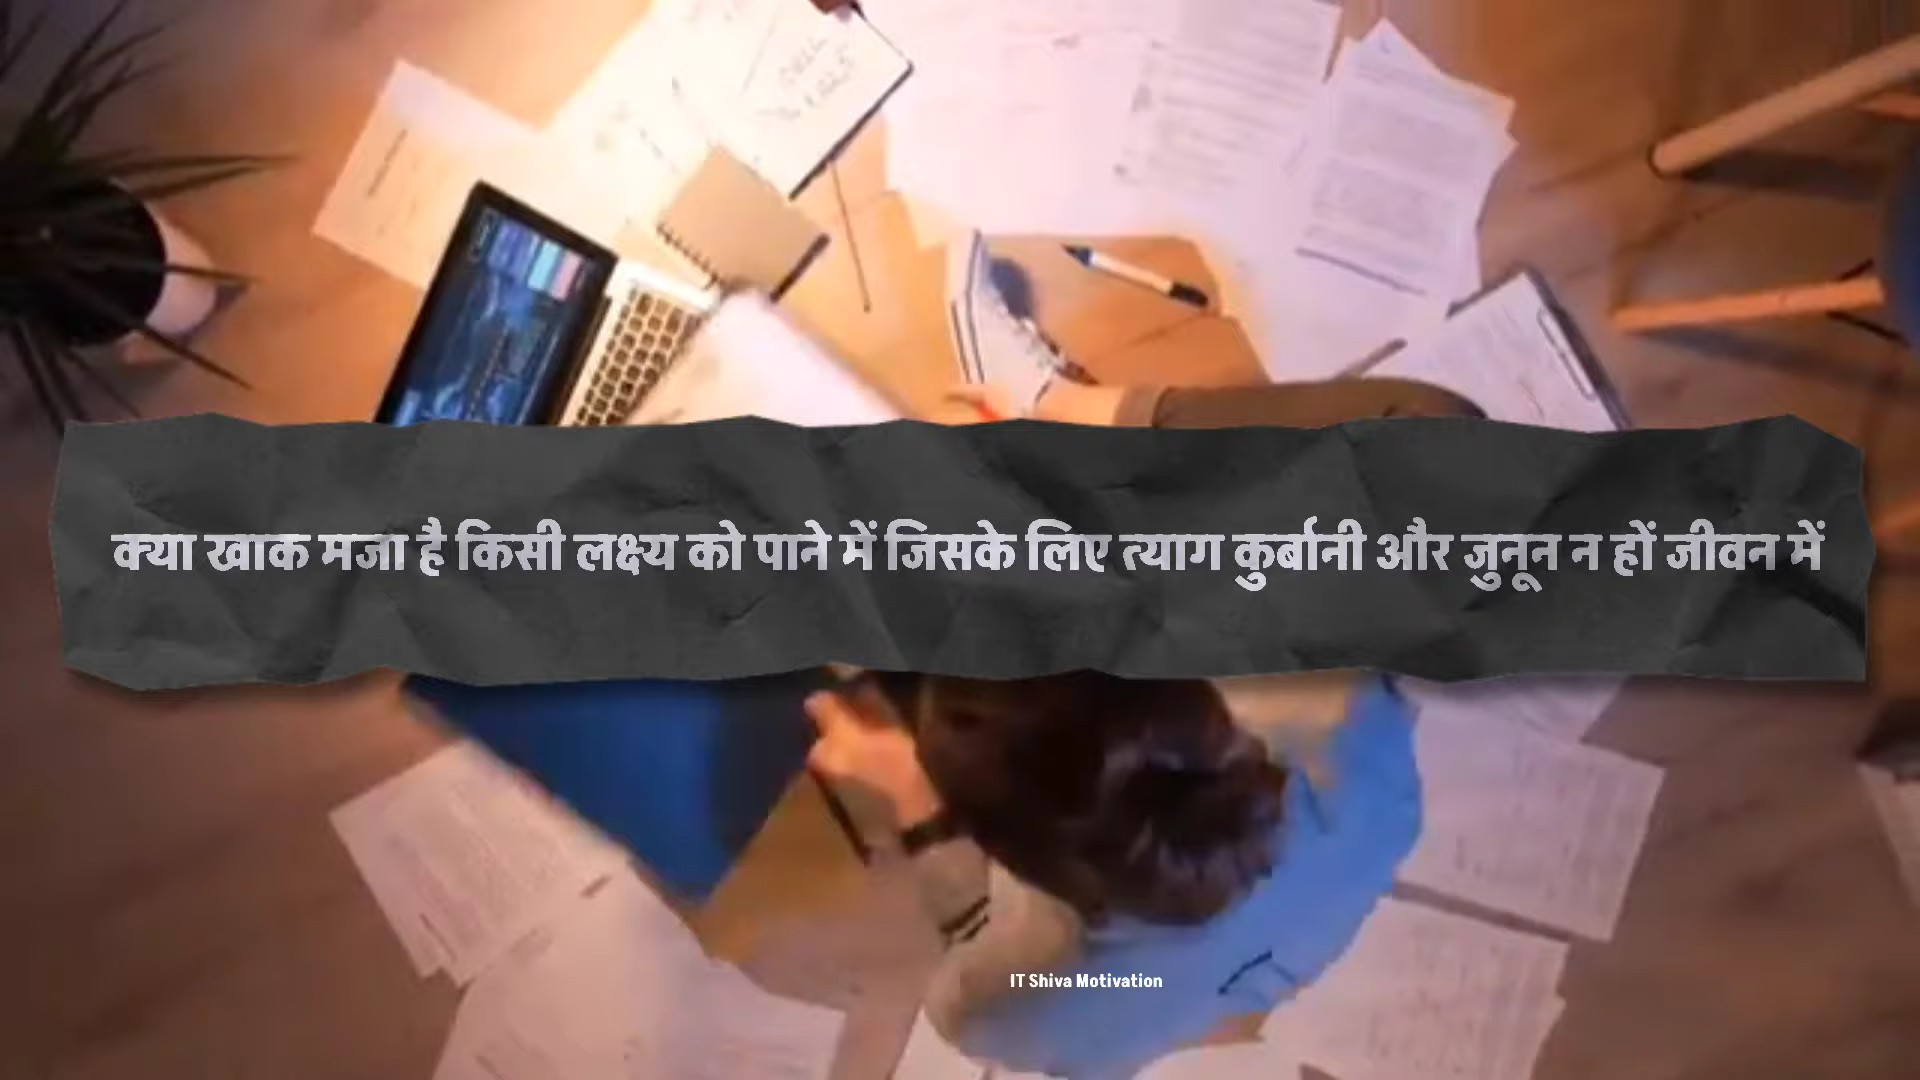 क्या खाक मजा है किसी लक्ष्य को पाने में जिसके लिए त्याग कुर्बानी और जुनून न हों जीवन में
IT Shiva Motivation